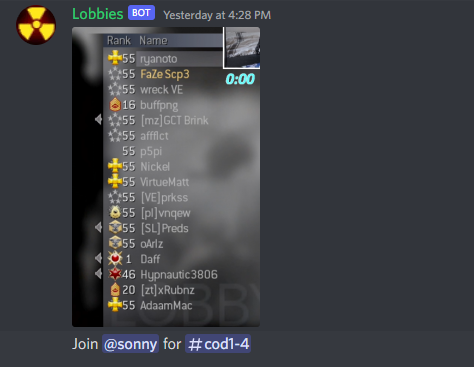 Lobbies BOT Yesterday at 4:28 PM
Rank Name
55 ryanoto
55 FaZe Scp3
0:00
55 wreck VE
16 buffpng
55 [mz]GCT Brink
55 afflct
55 pSpi
55 Nickel
55 VirtueMatt
55 [VE]prkss
55 [pl]vnqew
55 [SL]Preds
55 oArlz
1 Daff
46 Hypnautic3806
20 [zt]xRubnz
55 AdaamMac
LOBBY
Join @sonny for #cod1-4